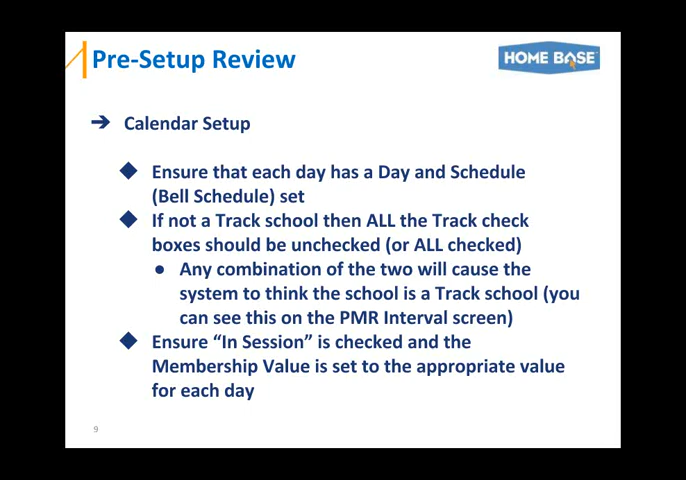 Pre-Setup Review
HOME BASE
➔ Calendar Setup
◆ Ensure that each day has a Day and Schedule
(Bell Schedule) set
◆ If not a Track school then ALL the Track check
boxes should be unchecked (or ALL checked)
● Any combination of the two will cause the
system to think the school is a Track school (you
can see this on the PMR Interval screen)
◆ Ensure “In Session” is checked and the
Membership Value is set to the appropriate value
for each day
9